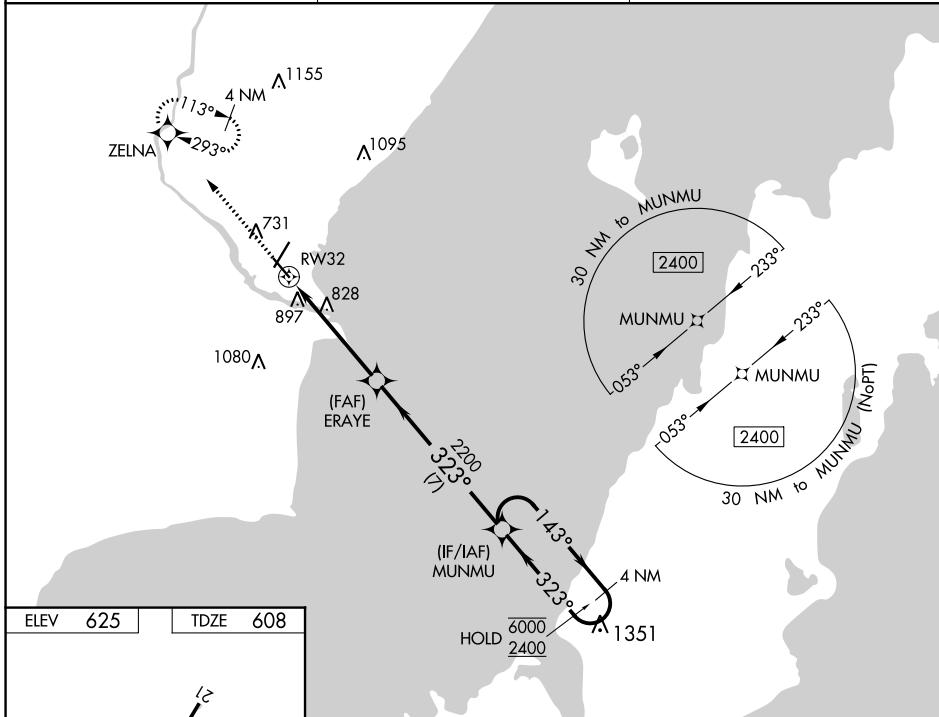 1155
4 NM
113°
293°
ZELNA
1095
731
RW32
828
897
1080
(FAF)
ERAYE
2200
323°
(7)
(IF/IAF)
MUNMU
143°
323°
4 NM
HOLD
6000
2400
1351
30 NM to MUNMU
2400
233°
MUNMU
053°
233°
MUNMU
053°
2400
30 NM to MUNMU (NoPT)
ELEV 625
TDZE 608
21